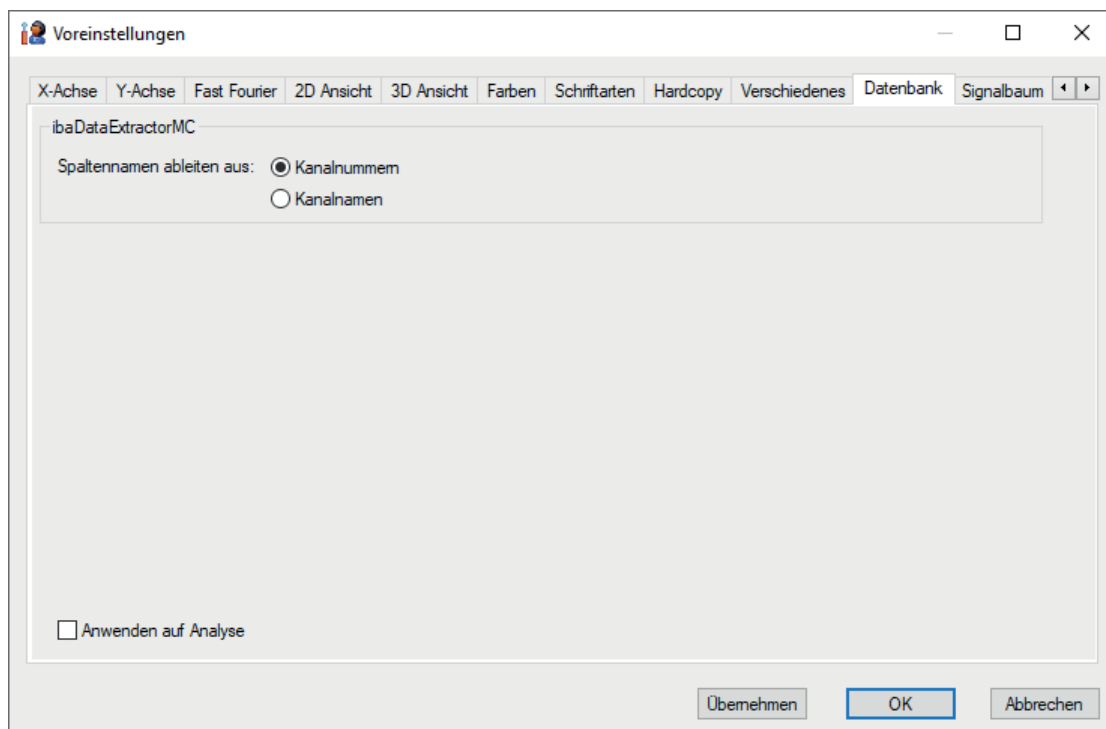 Voreinstellungen
X-Achse Y-Achse Fast Fourier 2D Ansicht 3D Ansicht Farben Schriftarten Hardcopy Verschiedenes Datenbank Signalbaum
ibaDataExtractorMC
Spaltennamen ableiten aus: Kanalnummern
Kanalnamen
Anwenden auf Analyse
Übernehmen OK Abbrechen